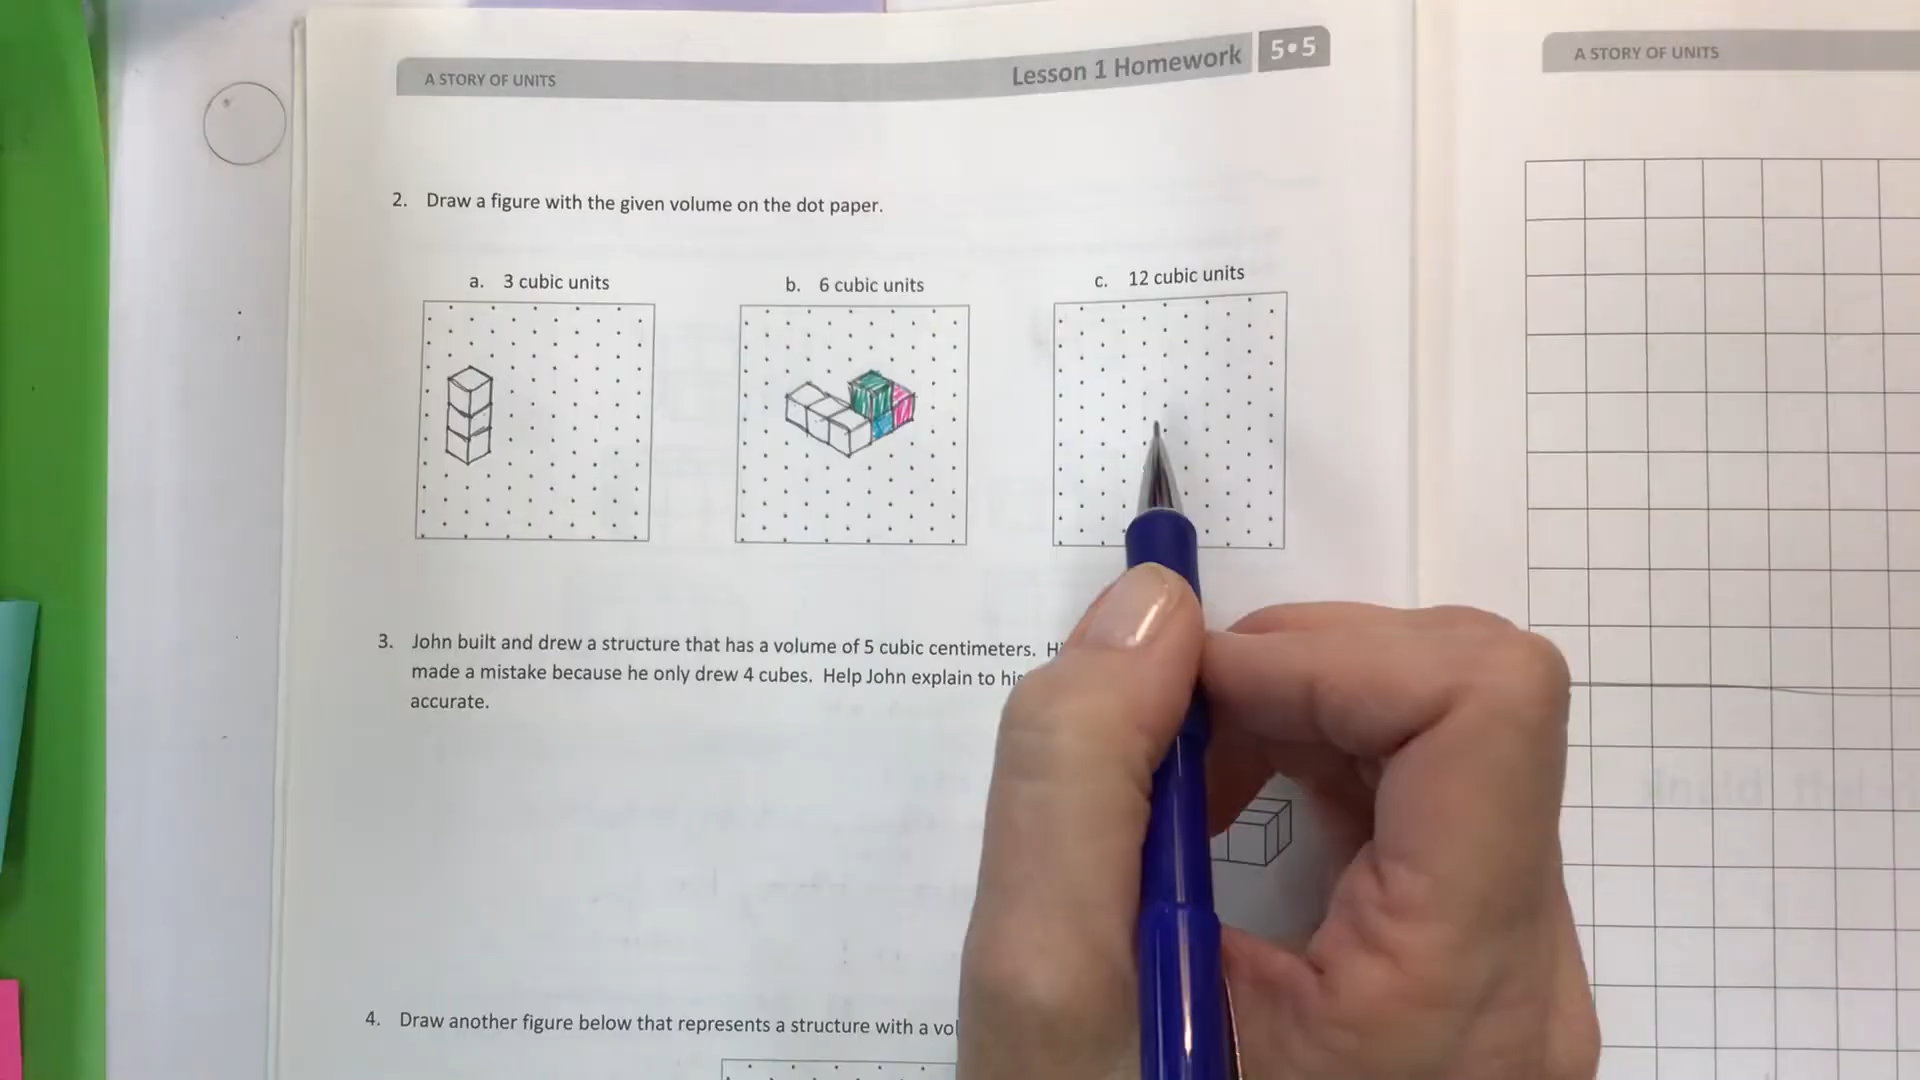 A STORY OF UNITS
Lesson 1 Homework 5•5
A STORY OF UNITS
2. Draw a figure with the given volume on the dot paper.
a. 3 cubic units
b. 6 cubic units
c. 12 cubic units
3. John built and drew a structure that has a volume of 5 cubic centimeters.
made a mistake because he only drew 4 cubes. Help John explain to
accurate.
4. Draw another figure below that represents a structure with a